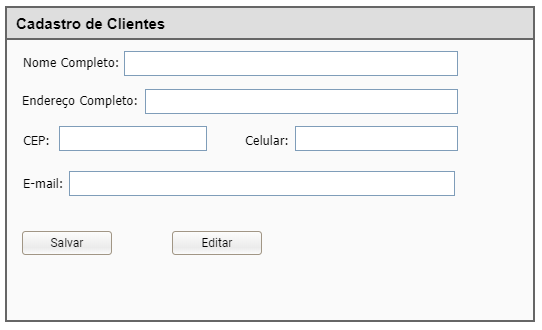 Cadastro de Clientes
Nome Completo:
Endereço Completo:
CEP: Celular:
E-mail:
Salvar Editar